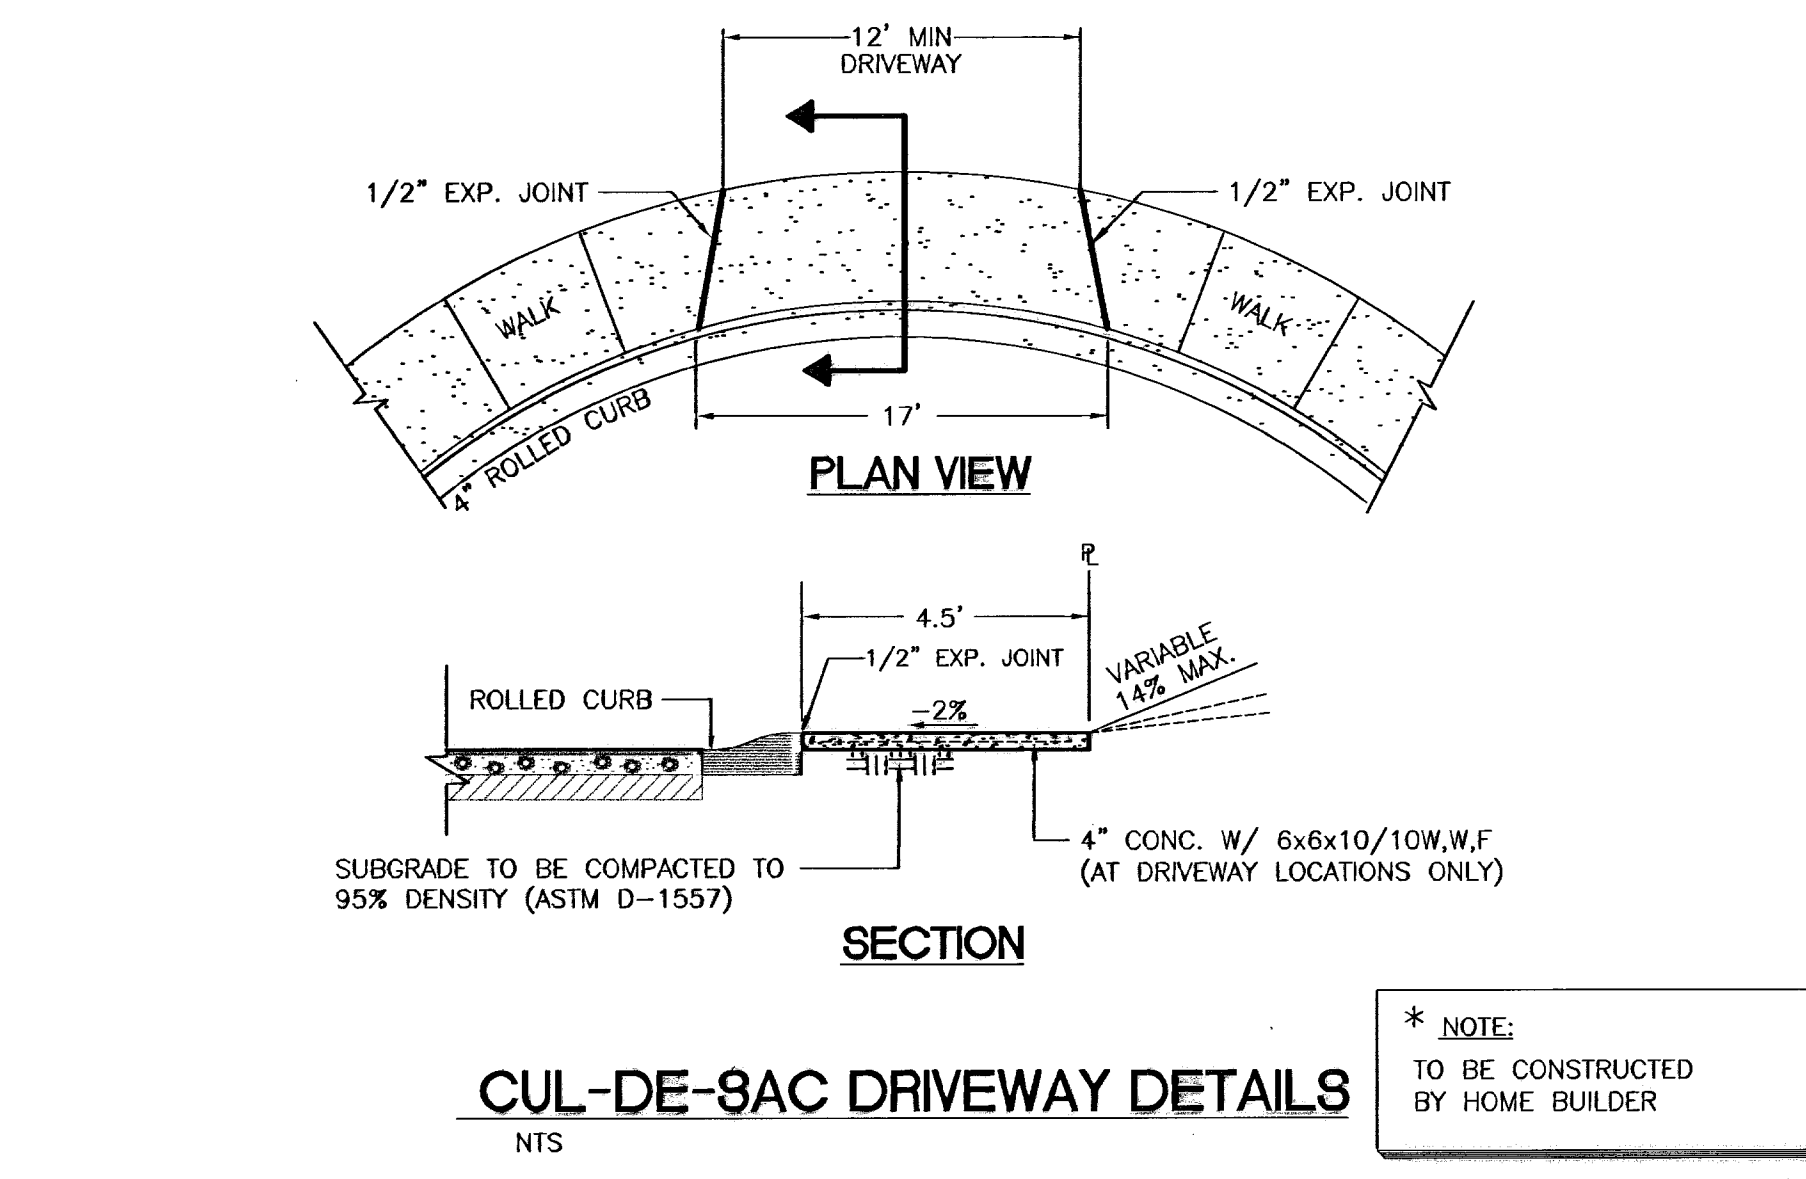 12' MIN
DRIVEWAY
1/2" EXP. JOINT
1/2" EXP. JOINT
WALK
WALK
4" ROLLED CURB
17'
PLAN VIEW
PL
4.5'
1/2" EXP. JOINT
VARIABLE
14% MAX.
ROLLED CURB
-2%
4" CONC. W/ 6x6x10/10W,W,F
(AT DRIVEWAY LOCATIONS ONLY)
SUBGRADE TO BE COMPACTED TO
95% DENSITY (ASTM D-1557)
SECTION
* NOTE:
TO BE CONSTRUCTED
BY HOME BUILDER
CUL-DE-SAC DRIVEWAY DETAILS
NTS